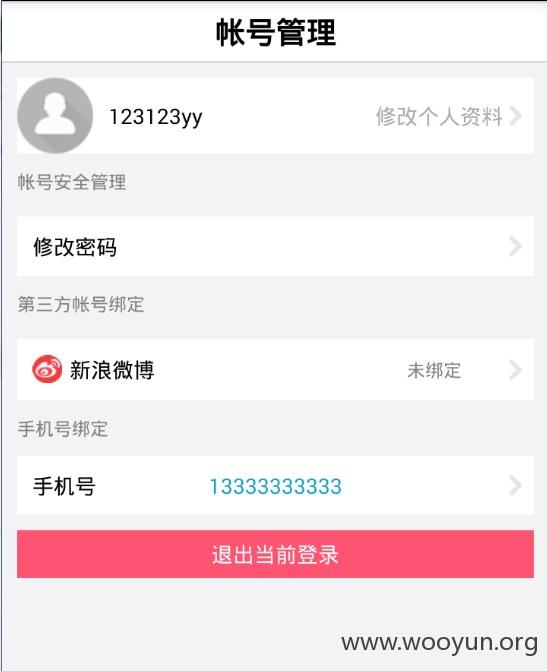 帐号管理
123123yy 修改个人资料
帐号安全管理
修改密码
第三方帐号绑定
新浪微博 未绑定
手机号绑定
手机号 13333333333
退出当前登录
www.wooyun.org